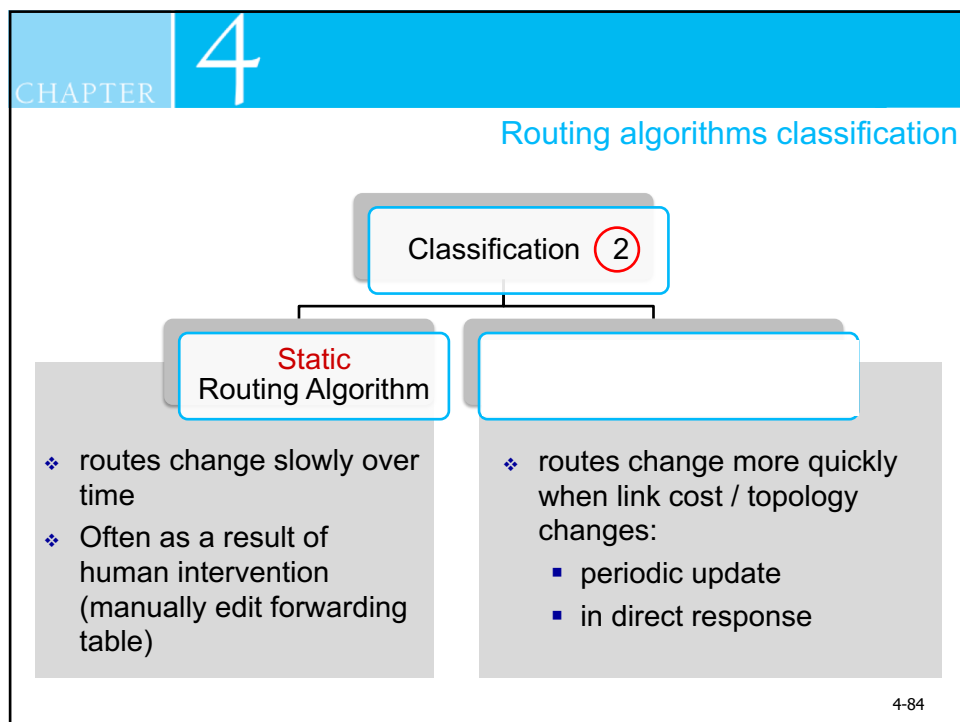 CHAPTER 4
Routing algorithms classification
Classification 2
Static
Routing Algorithm
❖ routes change slowly over
time
❖ Often as a result of
human intervention
(manually edit forwarding
table)
❖ routes change more quickly
when link cost / topology
changes:
▪ periodic update
▪ in direct response
4-84